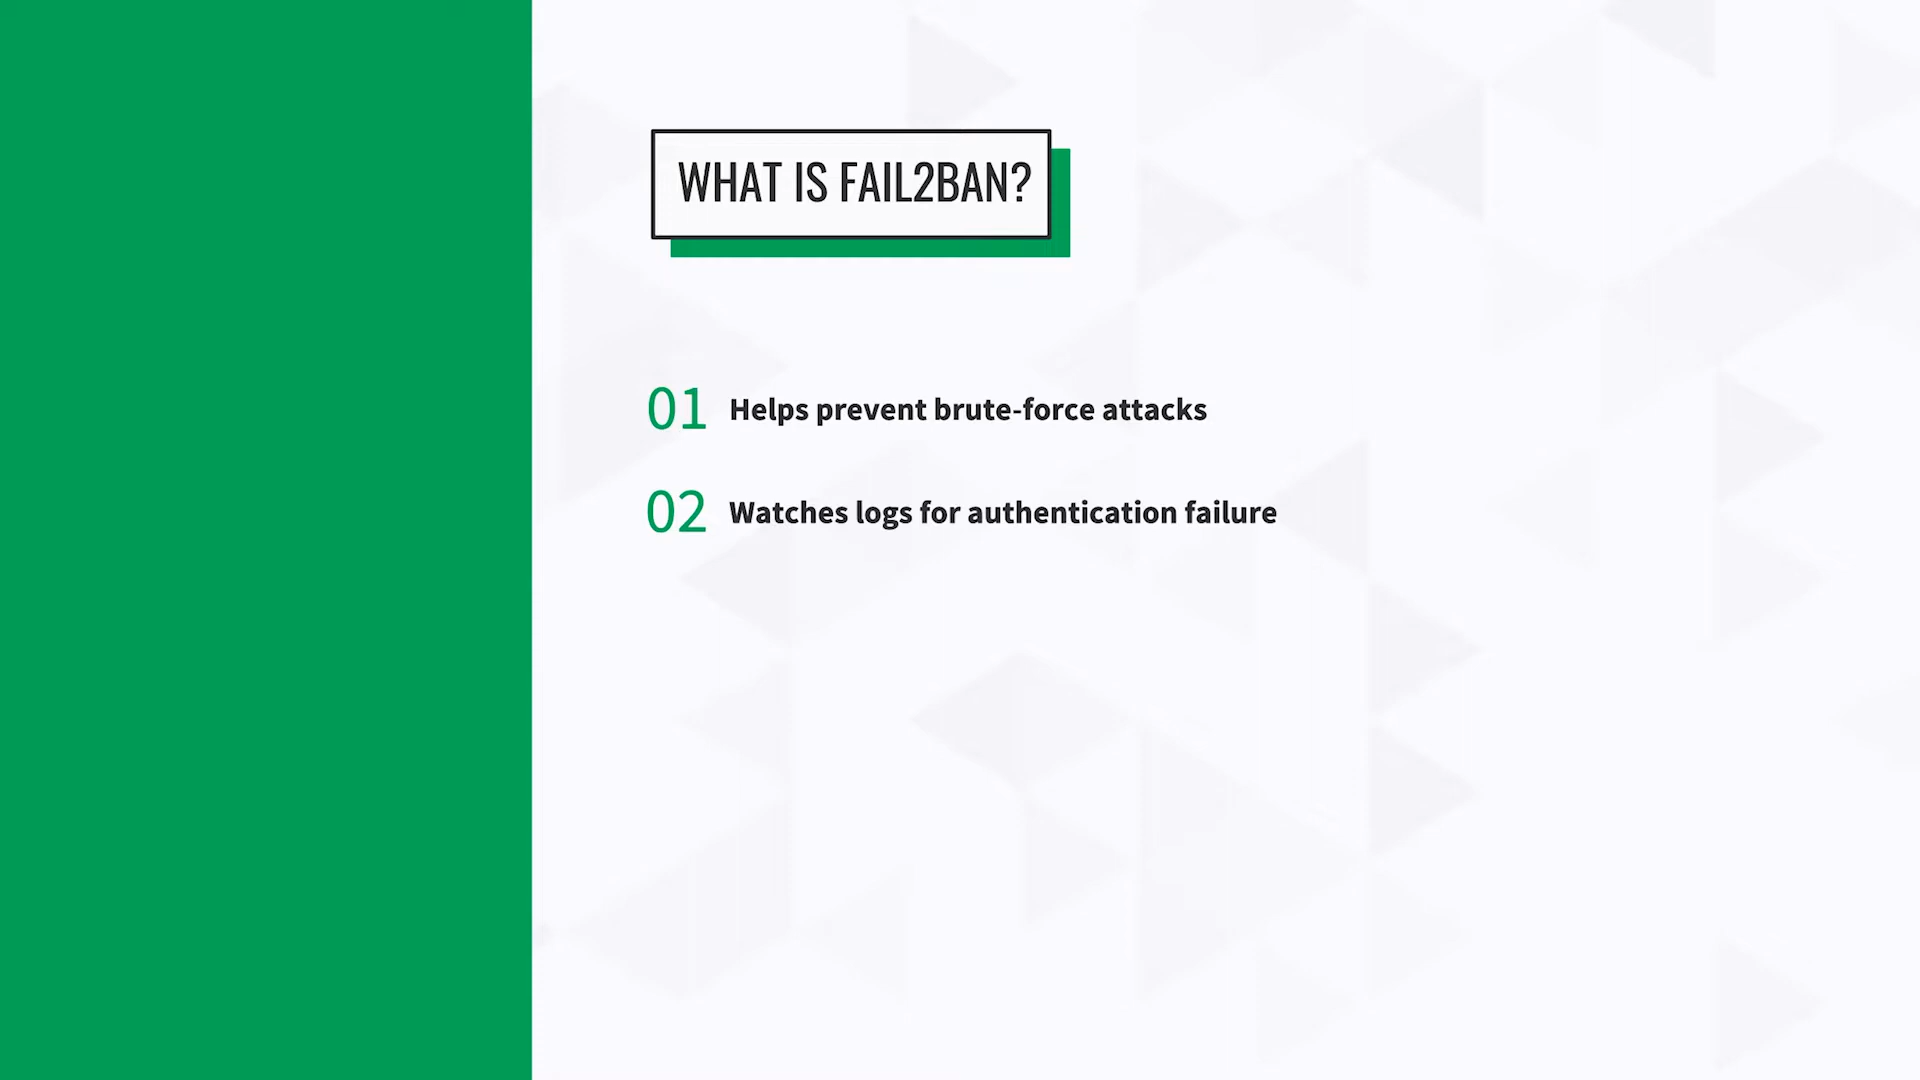 WHAT IS FAIL2BAN?
01 Helps prevent brute-force attacks
02 Watches logs for authentication failure